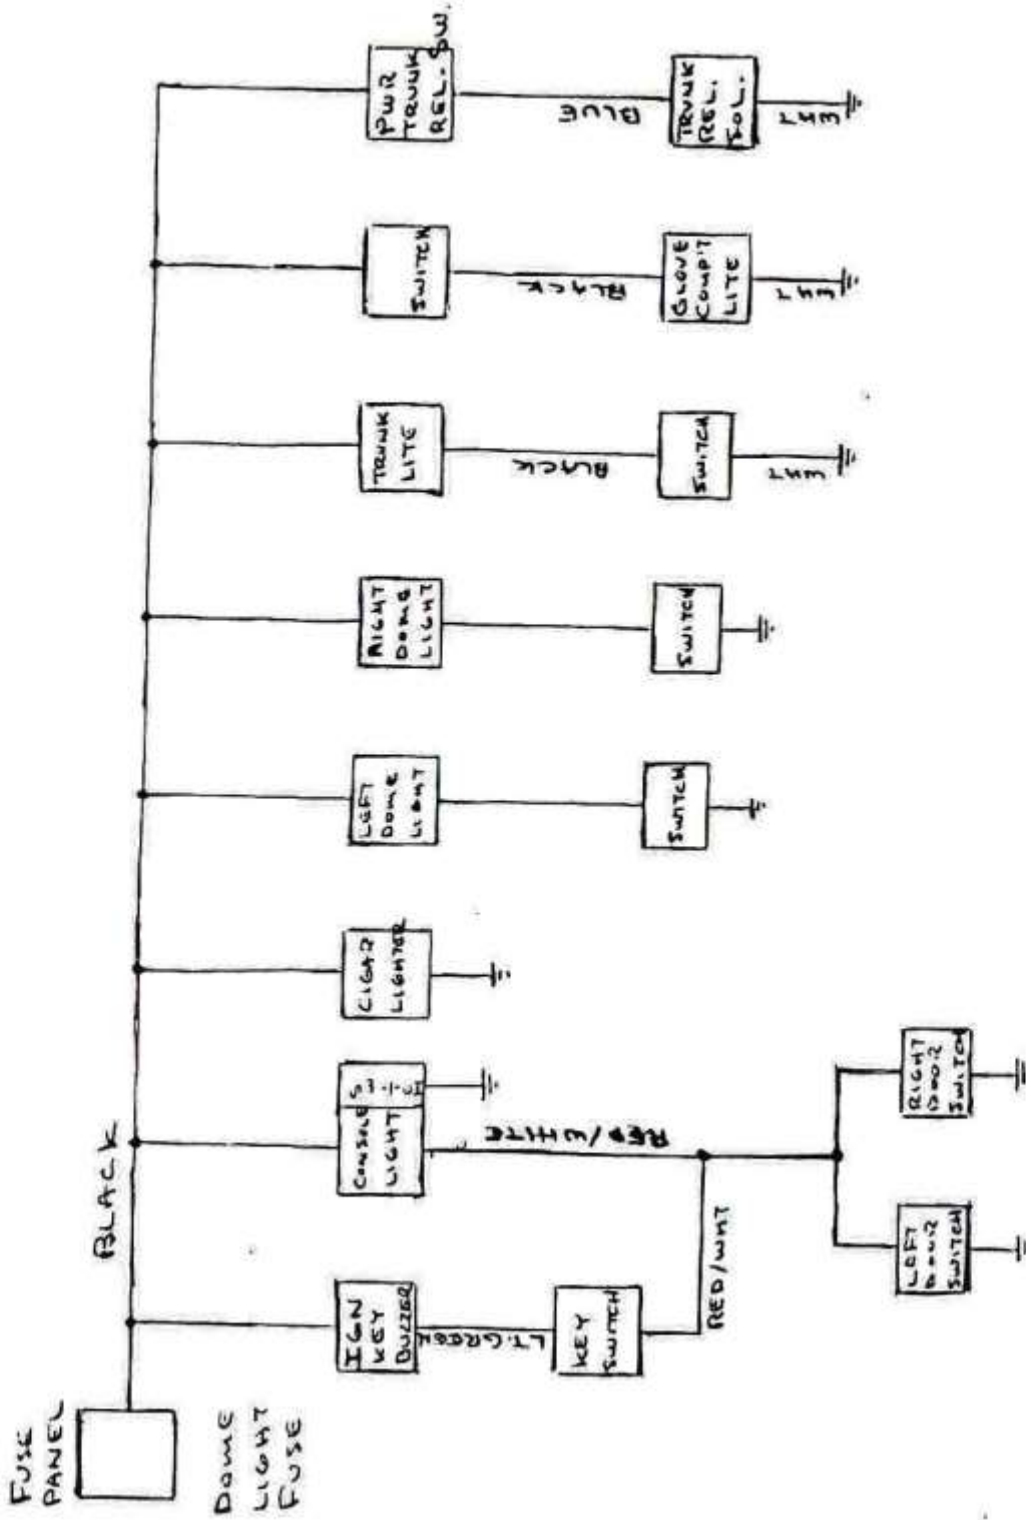 FUSE
PANEL
DOME
LIGHT
FUSE
BLACK
IGN
KEY
BUZZER
LT. GREEN
KEY
SWITCH
RED/WHT
CONSOLE
LIGHT
RED/WHITE
LEFT
DOOR
SWITCH
RIGHT
DOOR
SWITCH
CIGAR
LIGHTER
LEFT
DOME
LIGHT
SWITCH
RIGHT
DOME
LIGHT
SWITCH
TRUNK
LITE
BLACK
SWITCH
WHT
SWITCH
BLACK
GLOVE
COMP'T
LITE
WHT
PWR
TRUNK
REL. SW.
BLUE
TRUNK
REL.
SOL.
WHT